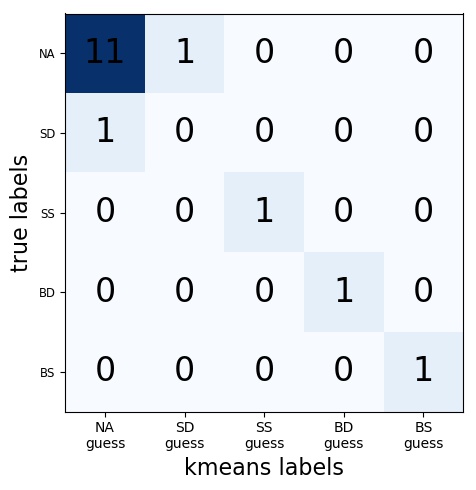 NA 11 1 0 0 0
SD 1 0 0 0 0
SS 0 0 1 0 0
BD 0 0 0 1 0
BS 0 0 0 0 1
true labels
NA SD SS BD BS
guess guess guess guess guess
kmeans labels